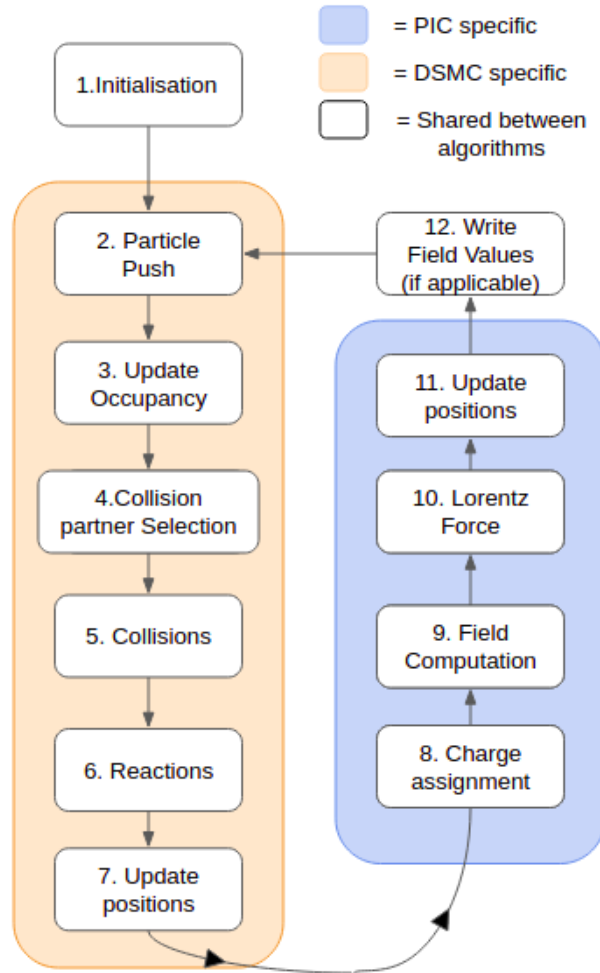 = PIC specific
= DSMC specific
= Shared between
algorithms
1.Initialisation
2. Particle
Push
3. Update
Occupancy
4.Collision
partner Selection
5. Collisions
6. Reactions
7. Update
positions
12. Write
Field Values
(if applicable)
11. Update
positions
10. Lorentz
Force
9. Field
Computation
8. Charge
assignment